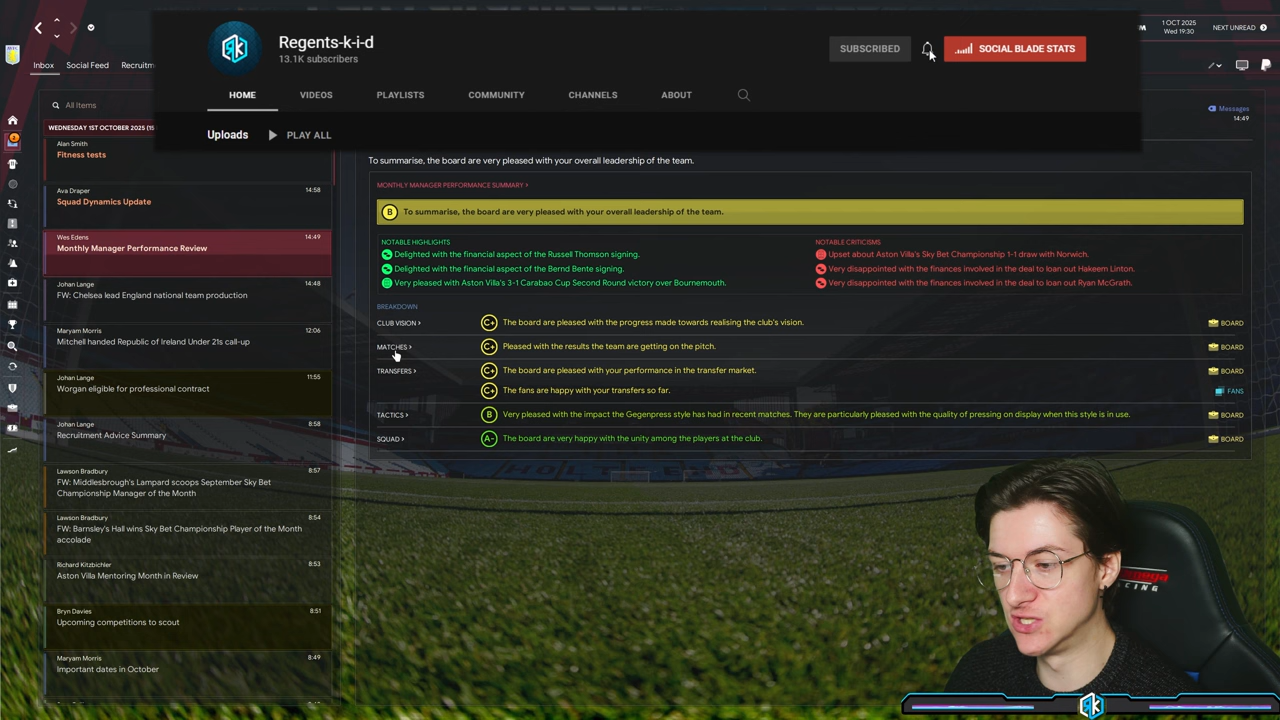 Regents-k-i-d
13.1K subscribers
SUBSCRIBED
SOCIAL BLADE STATS
HOME
VIDEOS
PLAYLISTS
COMMUNITY
CHANNELS
ABOUT
Uploads
PLAY ALL
1 OCT 2025
Wed 19:30
NEXT UNREAD
Inbox
Social Feed
Recruitm
All Items
WEDNESDAY 1ST OCTOBER 2025 (15
Alan Smith
Fitness tests
Ava Draper
14:58
Squad Dynamics Update
Wes Edens
14:49
Monthly Manager Performance Review
Johan Lange
14:48
FW: Chelsea lead England national team production
Maryam Morris
12:06
Mitchell handed Republic of Ireland Under 21s call-up
Johan Lange
11:55
Worgan eligible for professional contract
Johan Lange
8:58
Recruitment Advice Summary
Lawson Bradbury
8:57
FW: Middlesbrough's Lampard scoops September Sky Bet
Championship Manager of the Month
Lawson Bradbury
8:54
FW: Barnsley's Hall wins Sky Bet Championship Player of the Month
accolade
Richard Kitzbichler
8:53
Aston Villa Mentoring Month in Review
Bryn Davies
8:51
Upcoming competitions to scout
Maryam Morris
8:49
Important dates in October
Messages
14:49
To summarise, the board are very pleased with your overall leadership of the team.
MONTHLY MANAGER PERFORMANCE SUMMARY >
B To summarise, the board are very pleased with your overall leadership of the team.
NOTABLE HIGHLIGHTS
Delighted with the financial aspect of the Russell Thomson signing.
Delighted with the financial aspect of the Bernd Bente signing.
Very pleased with Aston Villa's 3-1 Carabao Cup Second Round victory over Bournemouth.
NOTABLE CRITICISMS
Upset about Aston Villa's Sky Bet Championship 1-1 draw with Norwich.
Very disappointed with the finances involved in the deal to loan out Hakeem Linton.
Very disappointed with the finances involved in the deal to loan out Ryan McGrath.
BREAKDOWN
CLUB VISION > C+ The board are pleased with the progress made towards realising the club's vision. BOARD
MATCHES > C+ Pleased with the results the team are getting on the pitch. BOARD
TRANSFERS > C+ The board are pleased with your performance in the transfer market. BOARD
C+ The fans are happy with your transfers so far. FANS
TACTICS > B Very pleased with the impact the Gegenpress style has had in recent matches. They are particularly pleased with the quality of pressing on display when this style is in use. BOARD
SQUAD > A- The board are very happy with the unity among the players at the club. BOARD
RACING